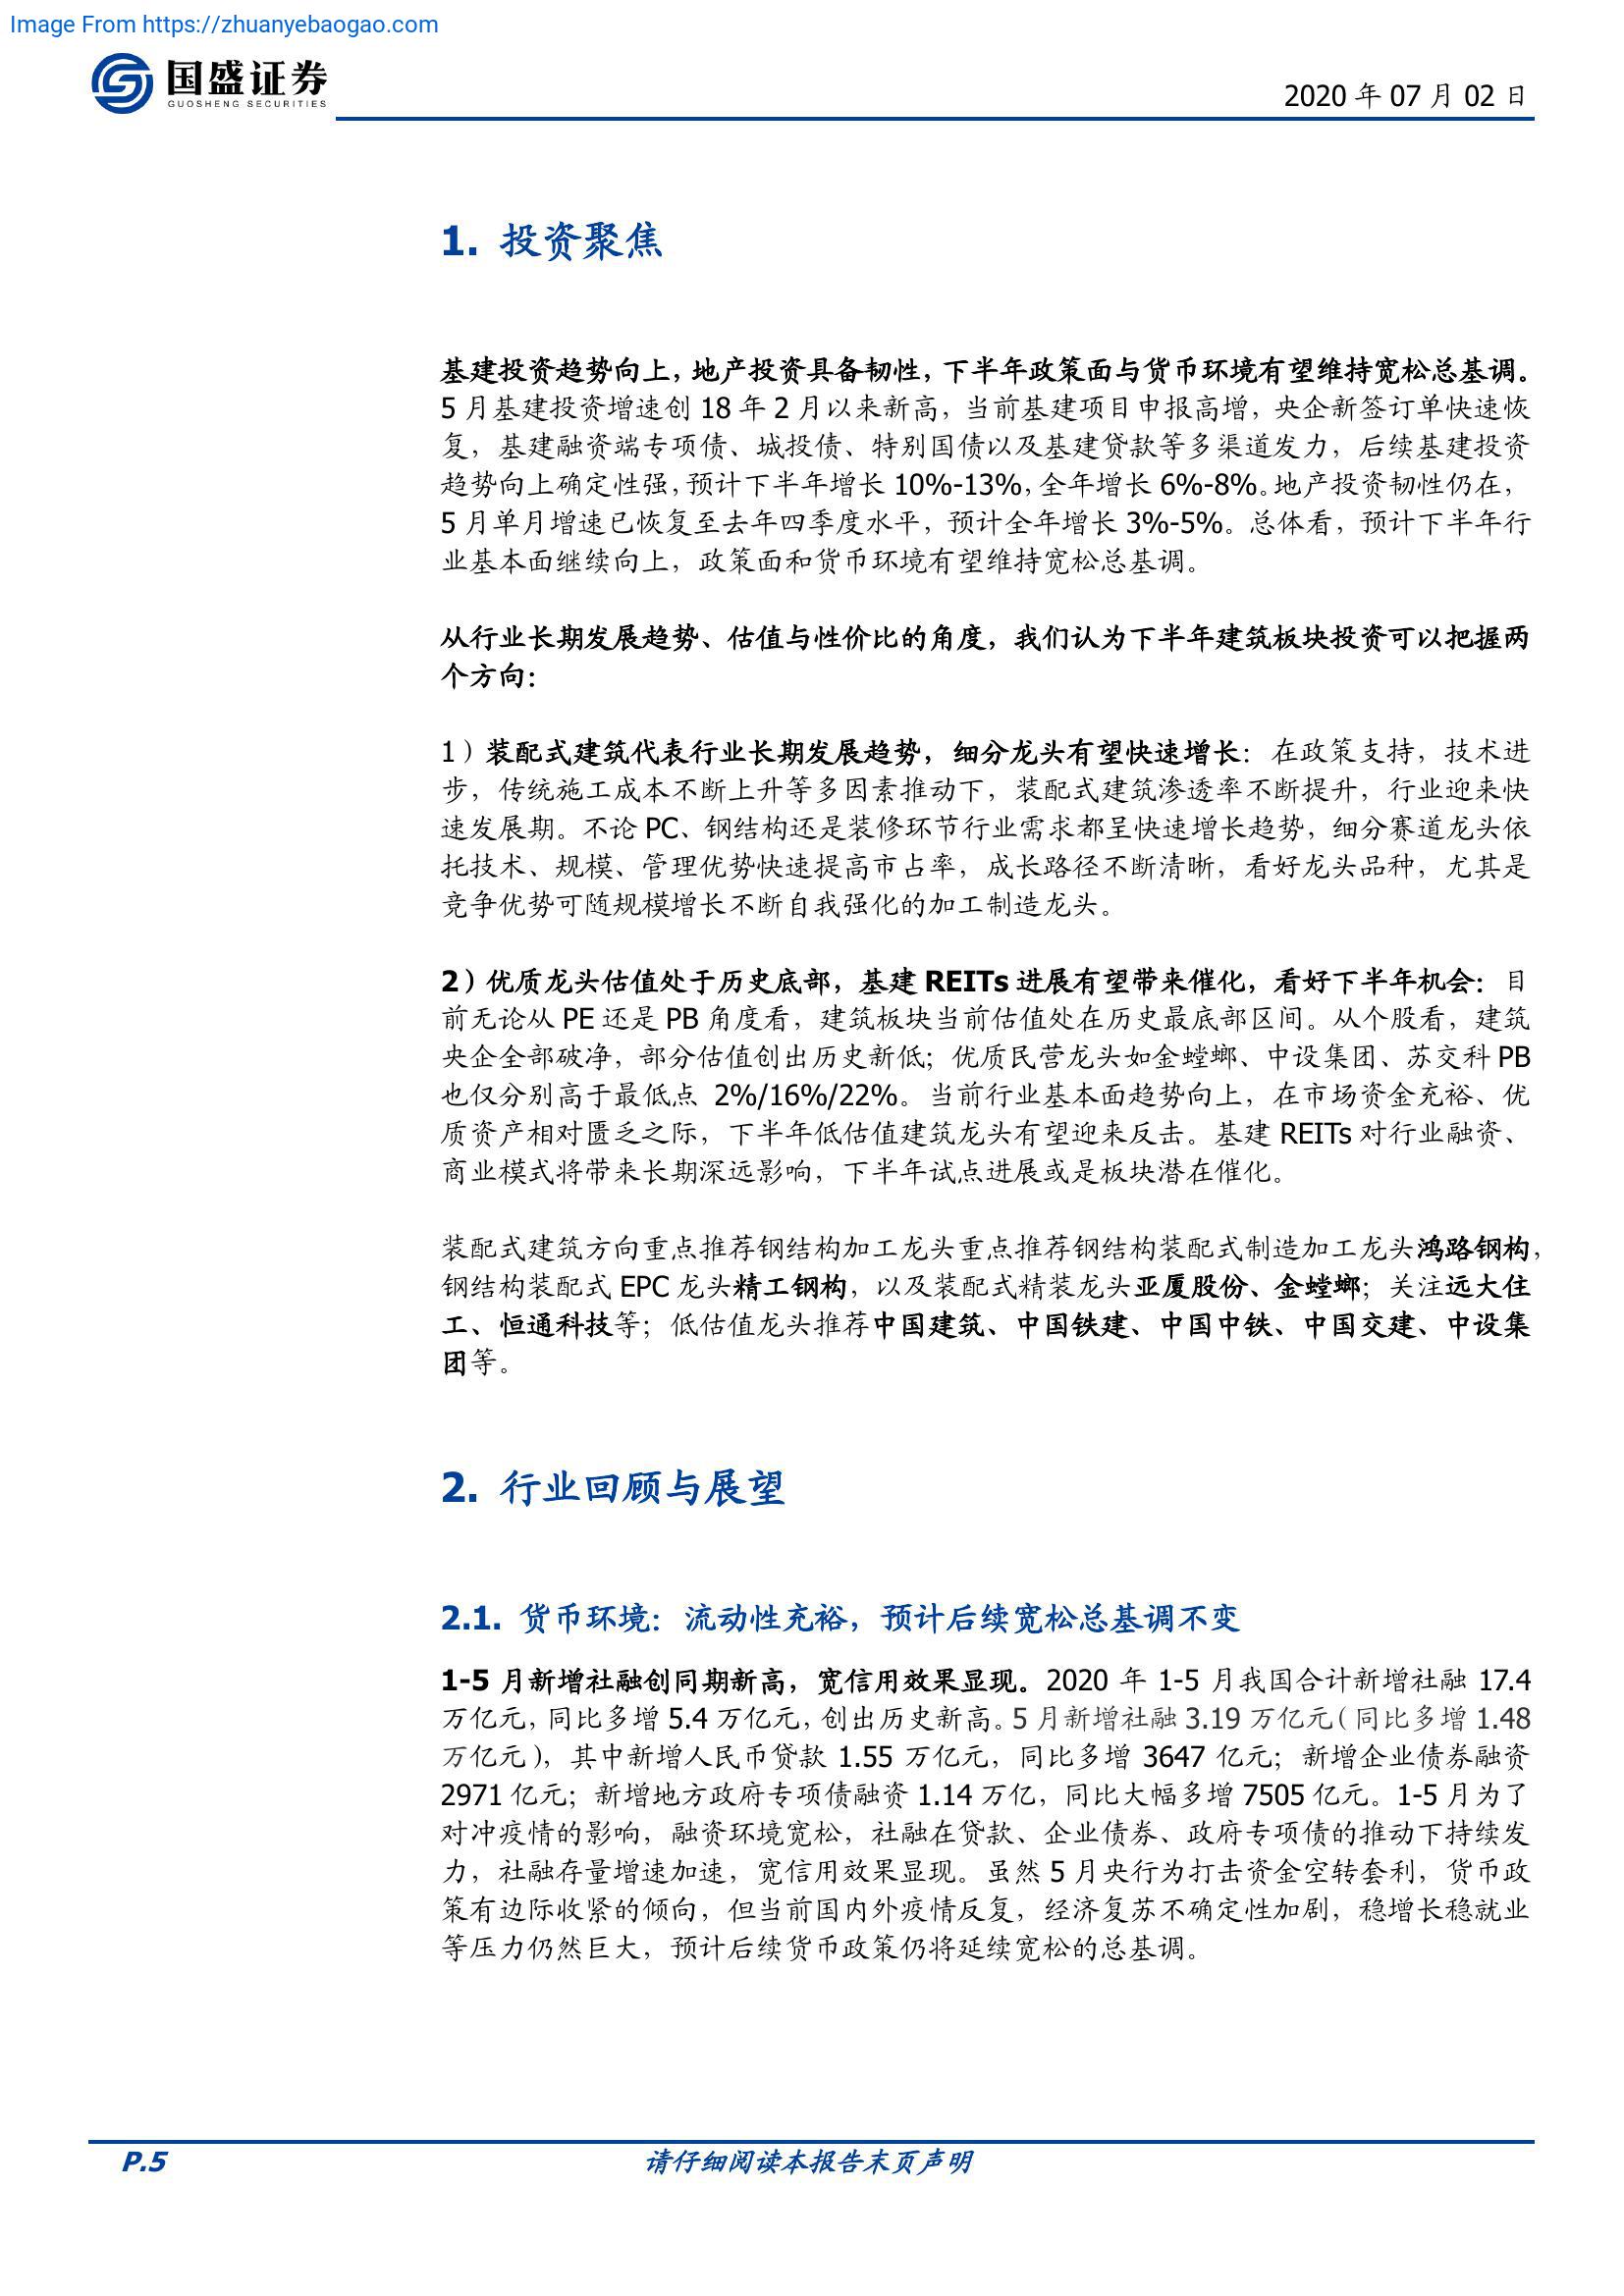 Image From https://zhuanyebaogao.com
国盛证券
GUOSHENG SECURITIES
2020 年 07 月 02 日
1. 投资聚焦
基建投资趋势向上，地产投资具备韧性，下半年政策面与货币环境有望维持宽松总基调。
5 月基建投资增速创 18 年 2 月以来新高，当前基建项目申报高增，央企新签订单快速恢
复，基建融资端专项债、城投债、特别国债以及基建贷款等多渠道发力，后续基建投资
趋势向上确定性强，预计下半年增长 10%-13%，全年增长 6%-8%。地产投资韧性仍在，
5 月单月增速已恢复至去年四季度水平，预计全年增长 3%-5%。总体看，预计下半年行
业基本面继续向上，政策面和货币环境有望维持宽松总基调。
从行业长期发展趋势、估值与性价比的角度，我们认为下半年建筑板块投资可以把握两
个方向：
1）装配式建筑代表行业长期发展趋势，细分龙头有望快速增长：在政策支持，技术进
步，传统施工成本不断上升等多因素推动下，装配式建筑渗透率不断提升，行业迎来快
速发展期。不论 PC、钢结构还是装修环节行业需求都呈快速增长趋势，细分赛道龙头依
托技术、规模、管理优势快速提高市占率，成长路径不断清晰，看好龙头品种，尤其是
竞争优势可随规模增长不断自我强化的加工制造龙头。
2）优质龙头估值处于历史底部，基建 REITs 进展有望带来催化，看好下半年机会：目
前无论从 PE 还是 PB 角度看，建筑板块当前估值处在历史最底部区间。从个股看，建筑
央企全部破净，部分估值创出历史新低；优质民营龙头如金螳螂、中设集团、苏交科 PB
也仅分别高于最低点 2%/16%/22%。当前行业基本面趋势向上，在市场资金充裕、优
质资产相对匮乏之际，下半年低估值建筑龙头有望迎来反击。基建 REITs 对行业融资、
商业模式将带来长期深远影响，下半年试点进展或是板块潜在催化。
装配式建筑方向重点推荐钢结构加工龙头重点推荐钢结构装配式制造加工龙头鸿路钢构，
钢结构装配式 EPC 龙头精工钢构，以及装配式精装龙头亚厦股份、金螳螂；关注远大住
工、恒通科技等；低估值龙头推荐中国建筑、中国铁建、中国中铁、中国交建、中设集
团等。
2. 行业回顾与展望
2.1. 货币环境：流动性充裕，预计后续宽松总基调不变
1-5 月新增社融创同期新高，宽信用效果显现。2020 年 1-5 月我国合计新增社融 17.4
万亿元，同比多增 5.4 万亿元，创出历史新高。5 月新增社融 3.19 万亿元（同比多增 1.48
万亿元），其中新增人民币贷款 1.55 万亿元，同比多增 3647 亿元；新增企业债券融资
2971 亿元；新增地方政府专项债融资 1.14 万亿，同比大幅多增 7505 亿元。1-5 月为了
对冲疫情的影响，融资环境宽松，社融在贷款、企业债券、政府专项债的推动下持续发
力，社融存量增速加速，宽信用效果显现。虽然 5 月央行为打击资金空转套利，货币政
策有边际收紧的倾向，但当前国内外疫情反复，经济复苏不确定性加剧，稳增长稳就业
等压力仍然巨大，预计后续货币政策仍将延续宽松的总基调。
P.5
请仔细阅读本报告末页声明